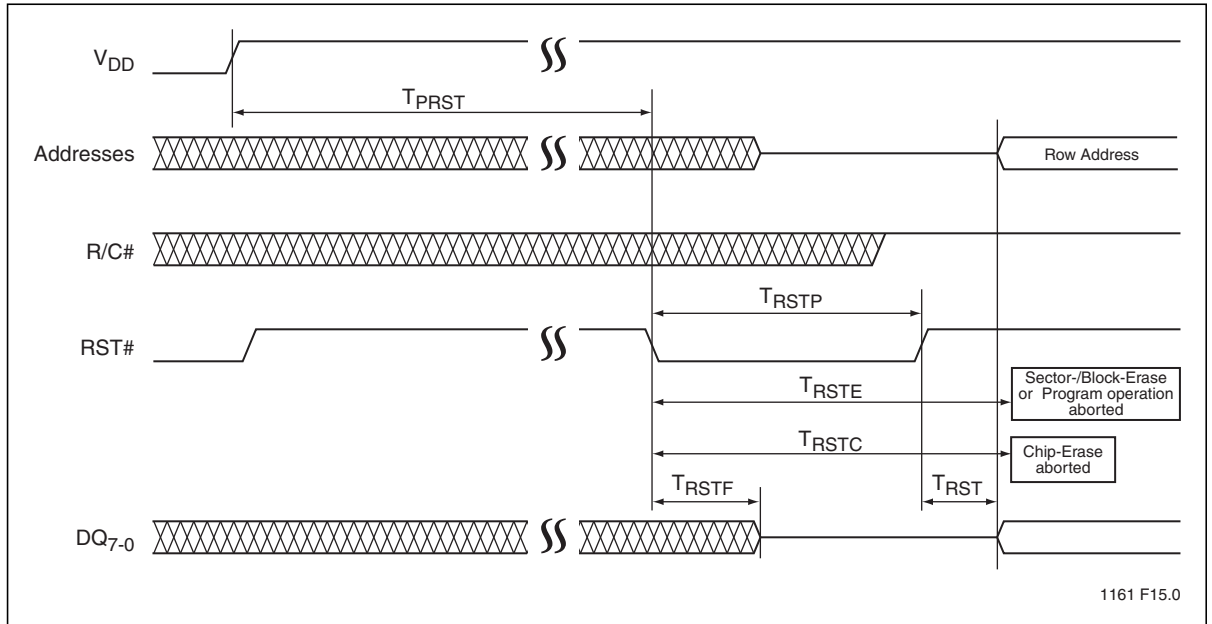 VDD
TPRST
Addresses
Row Address
R/C#
TRSTP
RST#
TRSTE
Sector-/Block-Erase
or Program operation
aborted
TRSTC
Chip-Erase
aborted
TRSTF
TRST
DQ7-0
1161 F15.0